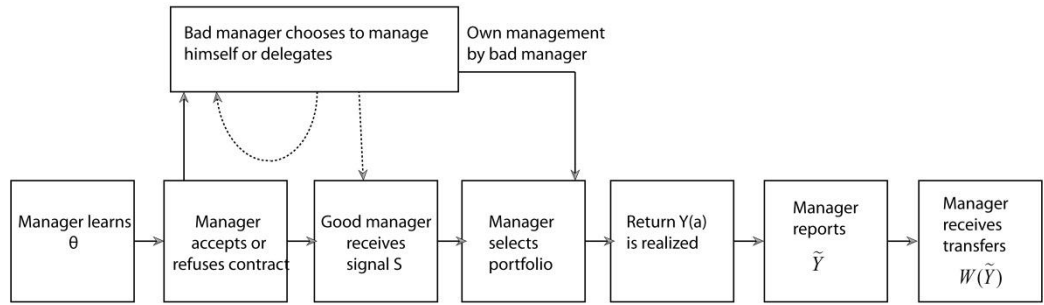 Bad manager chooses to manage
himself or delegates
Own management
by bad manager
Manager learns
θ
Manager
accepts or
refuses contract
Good manager
receives
signal S
Manager
selects
portfolio
Return Y(a)
is realized
Manager
reports
Ỹ
Manager
receives
transfers
W(Ỹ)